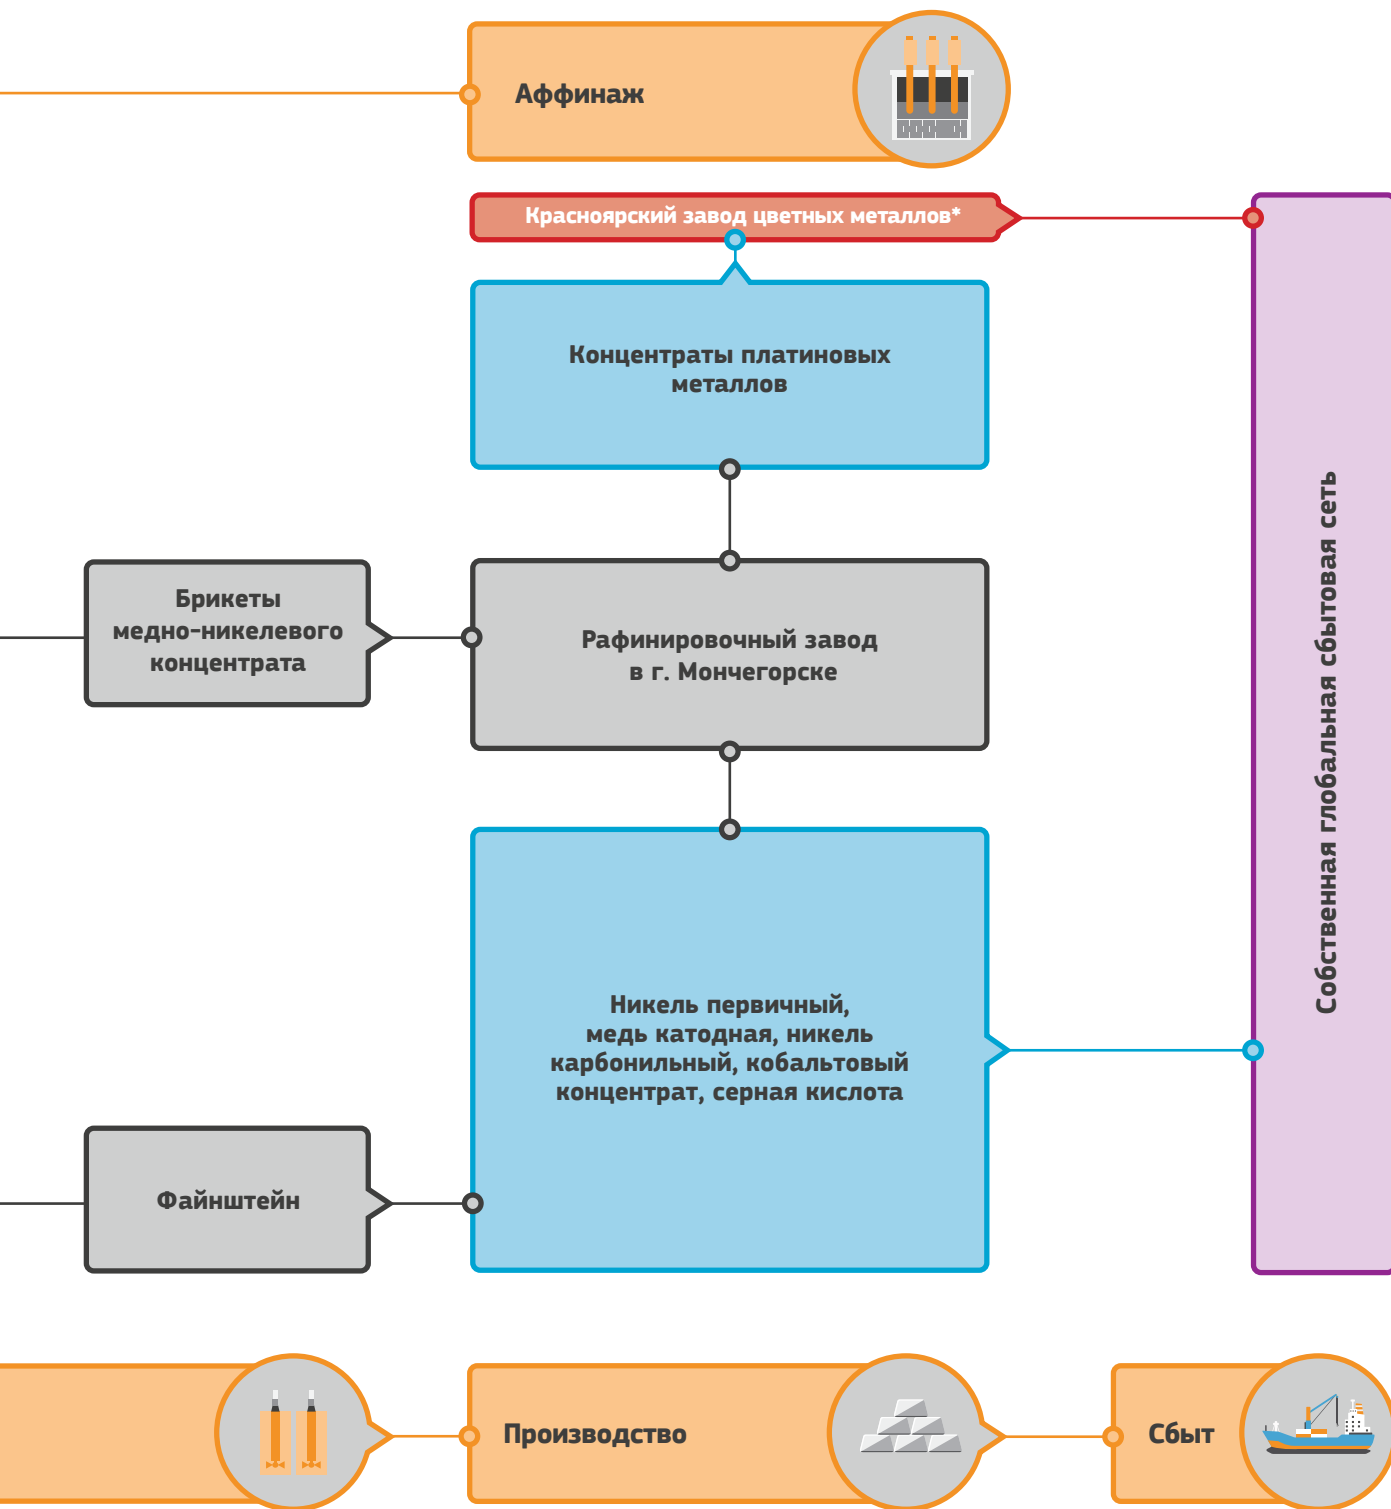 Аффинаж
Красноярский завод цветных металлов*
Концентраты платиновых
металлов
Брикеты
медно-никелевого
концентрата
Рафинировочный завод
в г. Мончегорске
Собственная глобальная сбытовая сеть
Никель первичный,
медь катодная, никель
карбонильный, кобальтовый
концентрат, серная кислота
Файнштейн
Производство
Сбыт